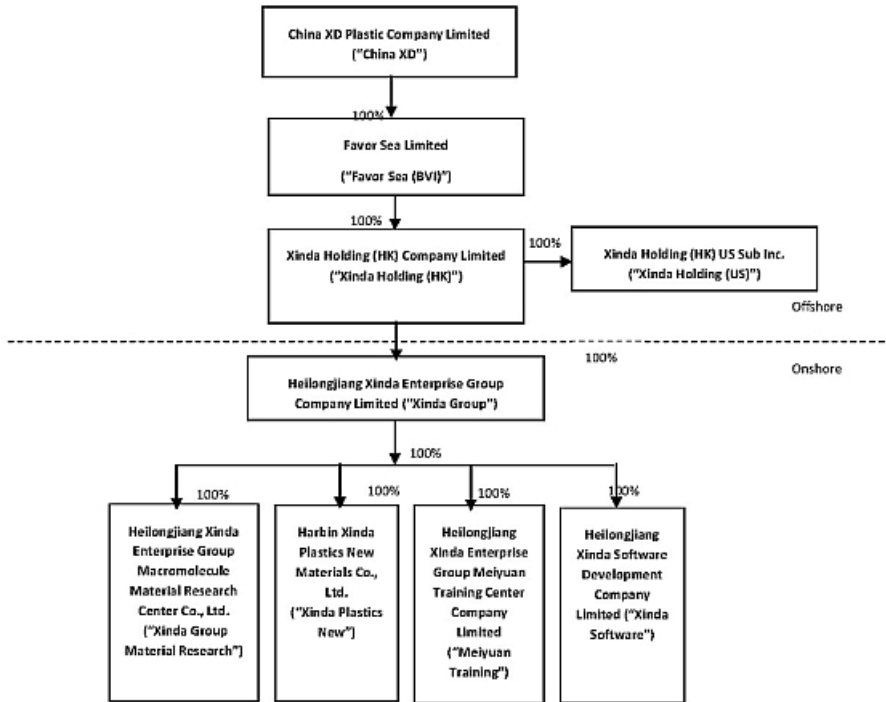 China XD Plastic Company Limited
("China XD")
100%
Favor Sea Limited
("Favor Sea (BVI)")
100%
Xinda Holding (HK) Company Limited
("Xinda Holding (HK)")
100%
Xinda Holding (HK) US Sub Inc.
("Xinda Holding (US)")
Offshore
100%
Onshore
Heilongjiang Xinda Enterprise Group
Company Limited ("Xinda Group")
100%
100%
Heilongjiang Xinda
Enterprise Group
Macromolecule
Material Research
Center Co., Ltd.
("Xinda Group
Material Research")
100%
Harbin Xinda
Plastics New
Materials Co.,
Ltd.
("Xinda Plastics
New")
100%
Heilongjiang
Xinda Enterprise
Group Meiyuan
Training Center
Company
Limited
("Meiyuan
Training")
100%
Heilongjiang
Xinda Software
Development
Company
Limited ("Xinda
Software")